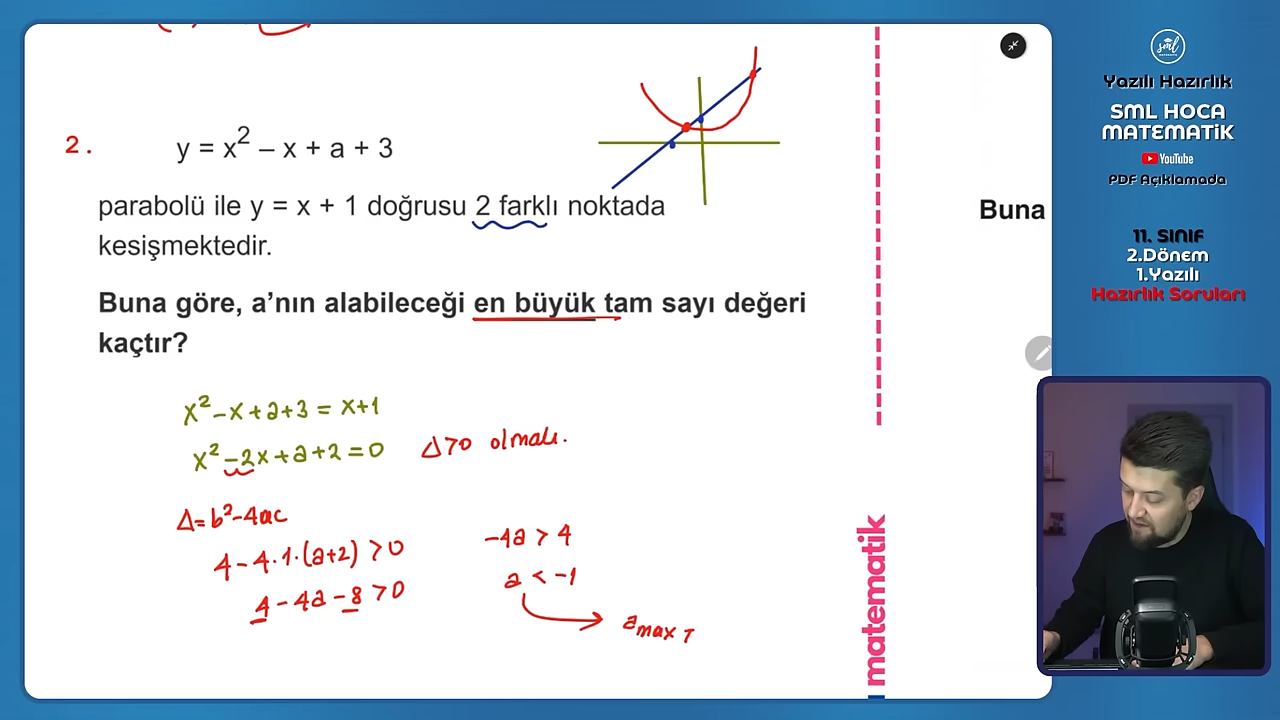 2.
y = x² – x + a + 3
parabolü ile y = x + 1 doğrusu 2 farklı noktada
kesişmektedir.
Buna göre, a’nın alabileceği en büyük tam sayı değeri
kaçtır?
x² – x + a + 3 = x + 1
x² – 2x + a + 2 = 0
Δ > 0 olmalı.
Δ = b² – 4ac
4 – 4 · 1 · (a+2) > 0
4 – 4a – 8 > 0
-4a > 4
a < -1
a max
matematik
Buna
sml
Yazılı Hazırlık
SML HOCA
MATEMATİK
YouTube
PDF Açıklamada
11. SINIF
2.Dönem
1.Yazılı
Hazırlık Soruları